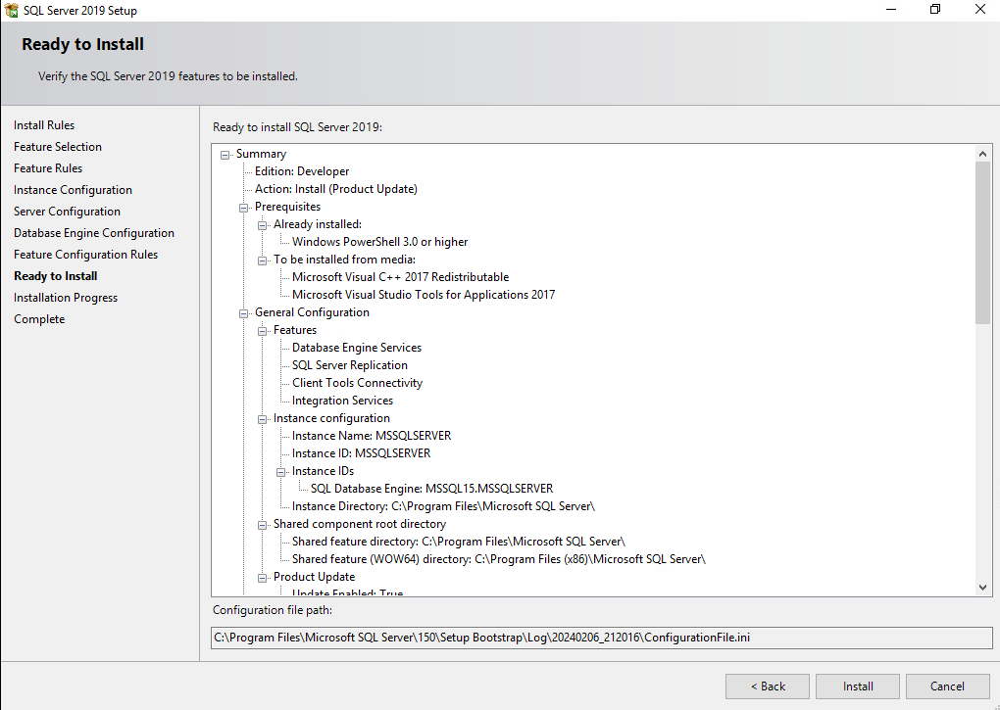 SQL Server 2019 Setup
Ready to Install
Verify the SQL Server 2019 features to be installed.
Install Rules
Feature Selection
Feature Rules
Instance Configuration
Server Configuration
Database Engine Configuration
Feature Configuration Rules
Ready to Install
Installation Progress
Complete
Ready to install SQL Server 2019:
Summary
Edition: Developer
Action: Install (Product Update)
Prerequisites
Already installed:
Windows PowerShell 3.0 or higher
To be installed from media:
Microsoft Visual C++ 2017 Redistributable
Microsoft Visual Studio Tools for Applications 2017
General Configuration
Features
Database Engine Services
SQL Server Replication
Client Tools Connectivity
Integration Services
Instance configuration
Instance Name: MSSQLSERVER
Instance ID: MSSQLSERVER
Instance IDs
SQL Database Engine: MSSQL15.MSSQLSERVER
Instance Directory: C:\Program Files\Microsoft SQL Server\
Shared component root directory
Shared feature directory: C:\Program Files\Microsoft SQL Server\
Shared feature (WOW64) directory: C:\Program Files (x86)\Microsoft SQL Server\
Product Update
Update Enabled: True
Configuration file path:
C:\Program Files\Microsoft SQL Server\150\Setup Bootstrap\Log\20240206_212016\ConfigurationFile.ini
< Back
Install
Cancel